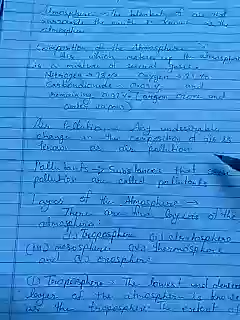 Atmosphere :- The blanket of air that
surrounds the earth is known as the
atmosphere
Composition of the Atmosphere :-
Air which makes up the atmosphere
is a mixture of several gases.
Nitrogen → 78% Oxygen → 21%
Carbondioxide 0.03% and
remaining 0.97% argon ozone and
water vapour
Air Pollution :- Any undesirable
change in the composition of air is
known as air pollution
Pollutants → Substances that cause
pollution are called pollutants
Layers of the Atmosphere →
There are five layers of the
atmosphere
(i) Troposphere (ii) stratosphere
(iii) mesosphere (iv) thermosphere
and (v) exosphere
(i) Troposphere → The lowest and densest
layer of the atmosphere is known
as the troposphere. Its extent of